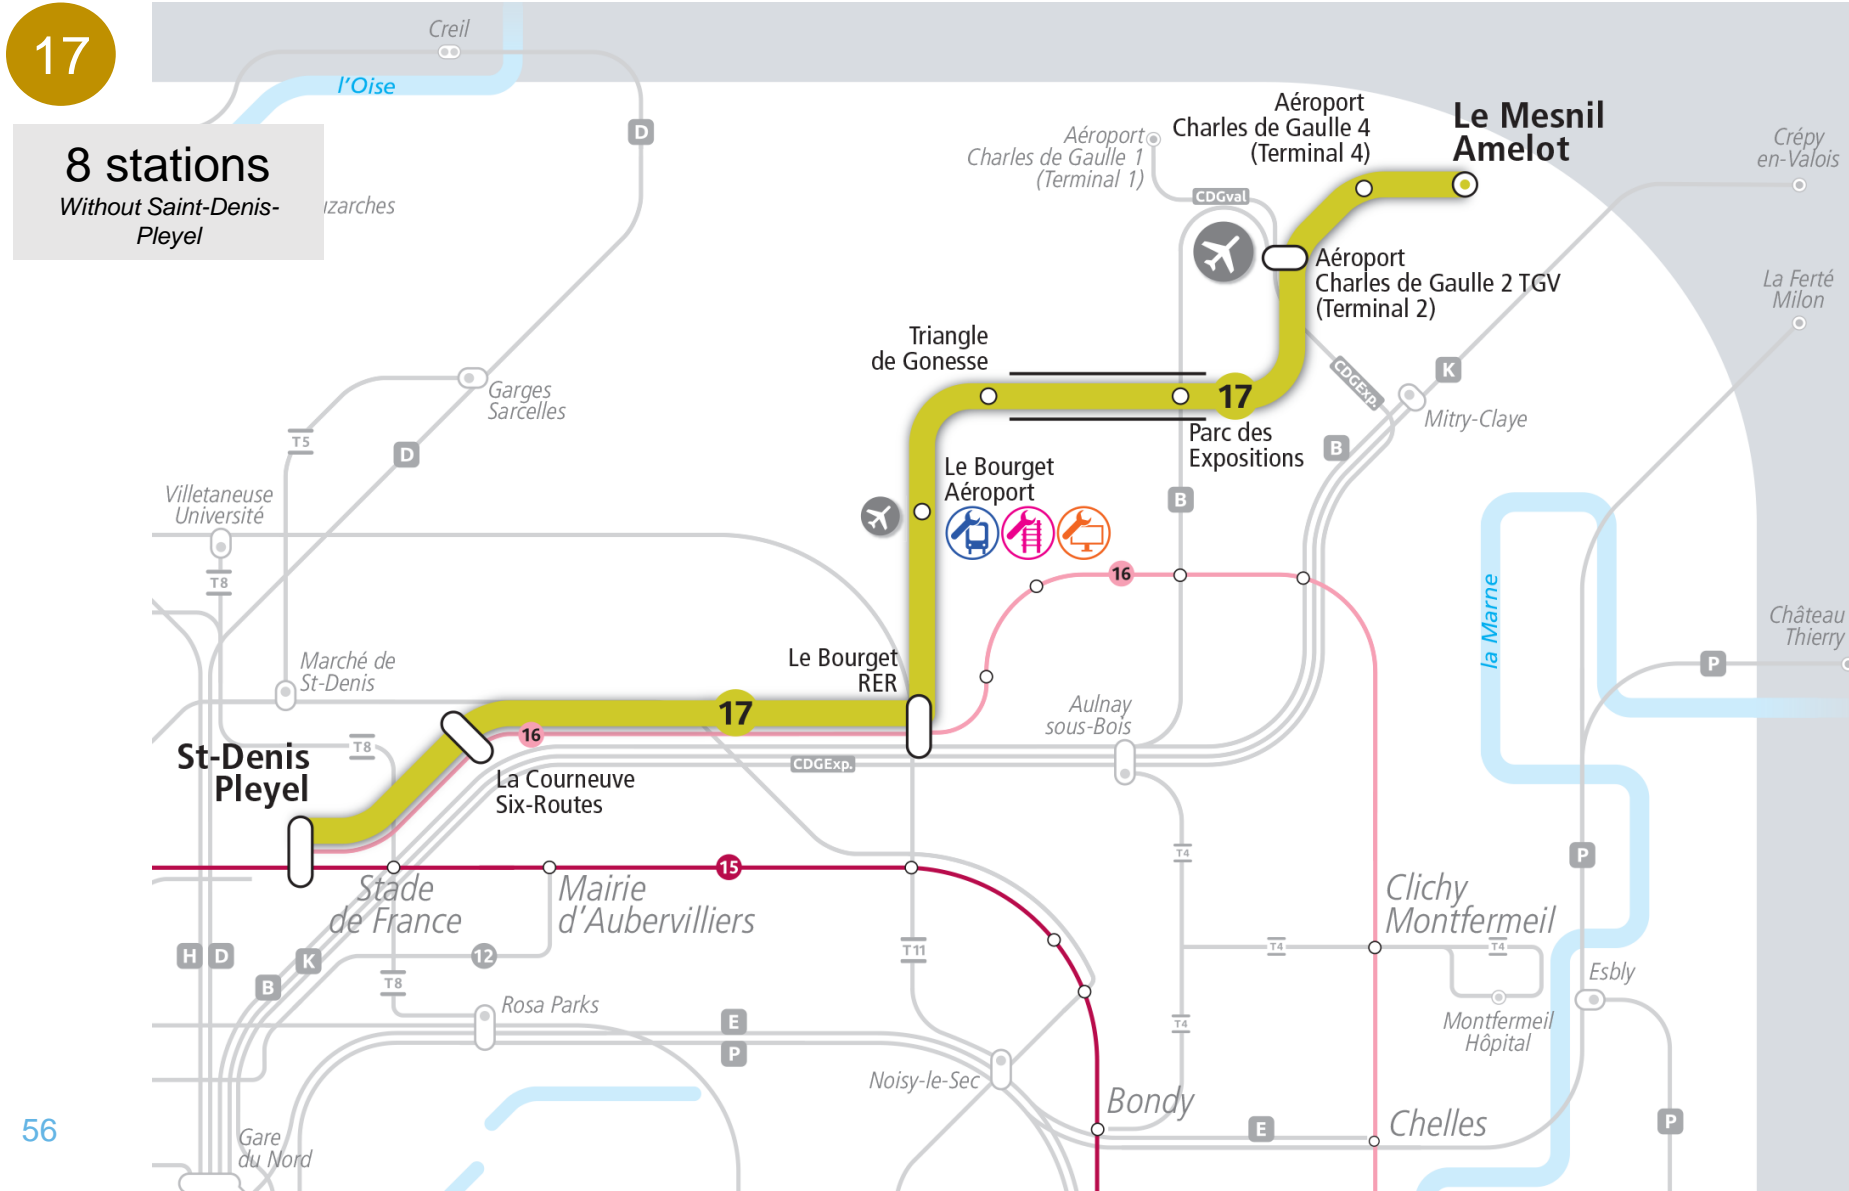 17
8 stations
Without Saint-Denis-
Pleyel
Creil
l'Oise
D
uzarches
Aéroport
Charles de Gaulle 1
(Terminal 1)
Aéroport
Charles de Gaulle 4
(Terminal 4)
Le Mesnil
Amelot
Crépy
en-Valois
CDGval
Aéroport
Charles de Gaulle 2 TGV
(Terminal 2)
La Ferté
Milon
Triangle
de Gonesse
17
CDGExp.
K
Mitry-Claye
Garges
Sarcelles
T5
D
Parc des
Expositions
B
Le Bourget
Aéroport
B
Villetaneuse
Université
T8
16
la Marne
Château
Thierry
P
Marché de
St-Denis
Le Bourget
RER
Aulnay
sous-Bois
17
16
T8
St-Denis
Pleyel
CDGExp.
La Courneuve
Six-Routes
T4
P
15
Stade
de France
Mairie
d'Aubervilliers
Clichy
Montfermeil
H
D
K
B
12
T8
T11
T4
T4
Esbly
Rosa Parks
E
P
T4
Montfermeil
Hôpital
Noisy-le-Sec
Bondy
E
Chelles
P
56
Gare
du Nord